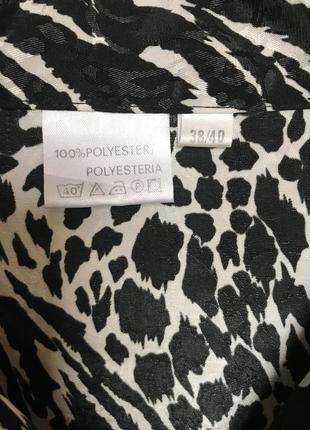 100%POLYESTER/
POLYESTERIA
40°
P
38/40